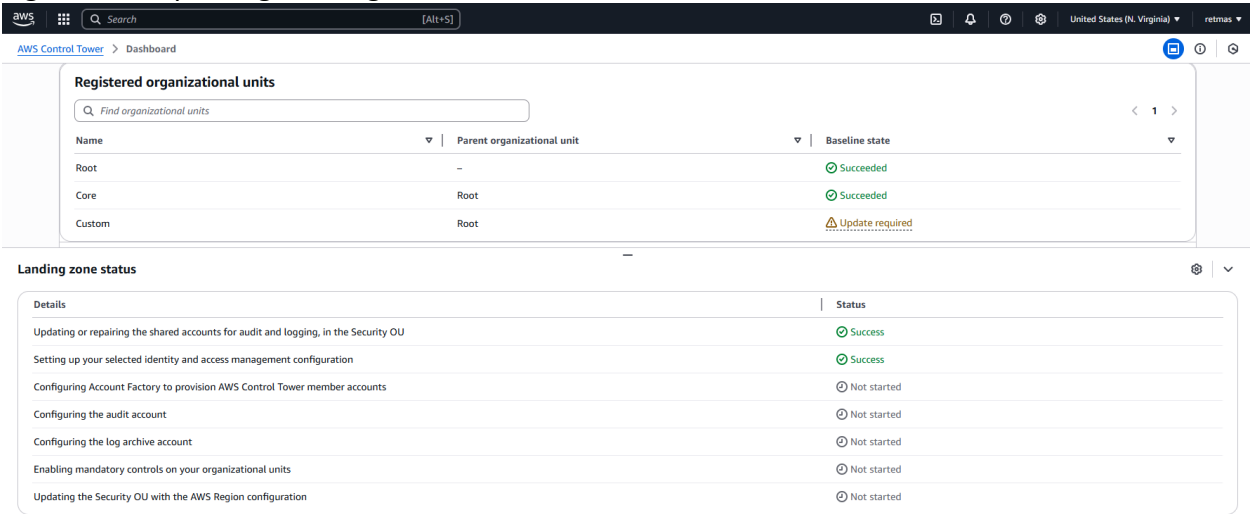 aws Search [Alt+S] United States (N. Virginia) retmas
AWS Control Tower > Dashboard
Registered organizational units
Find organizational units 1
Name Parent organizational unit Baseline state
Root – Succeeded
Core Root Succeeded
Custom Root Update required
Landing zone status
Details Status
Updating or repairing the shared accounts for audit and logging, in the Security OU Success
Setting up your selected identity and access management configuration Success
Configuring Account Factory to provision AWS Control Tower member accounts Not started
Configuring the audit account Not started
Configuring the log archive account Not started
Enabling mandatory controls on your organizational units Not started
Updating the Security OU with the AWS Region configuration Not started